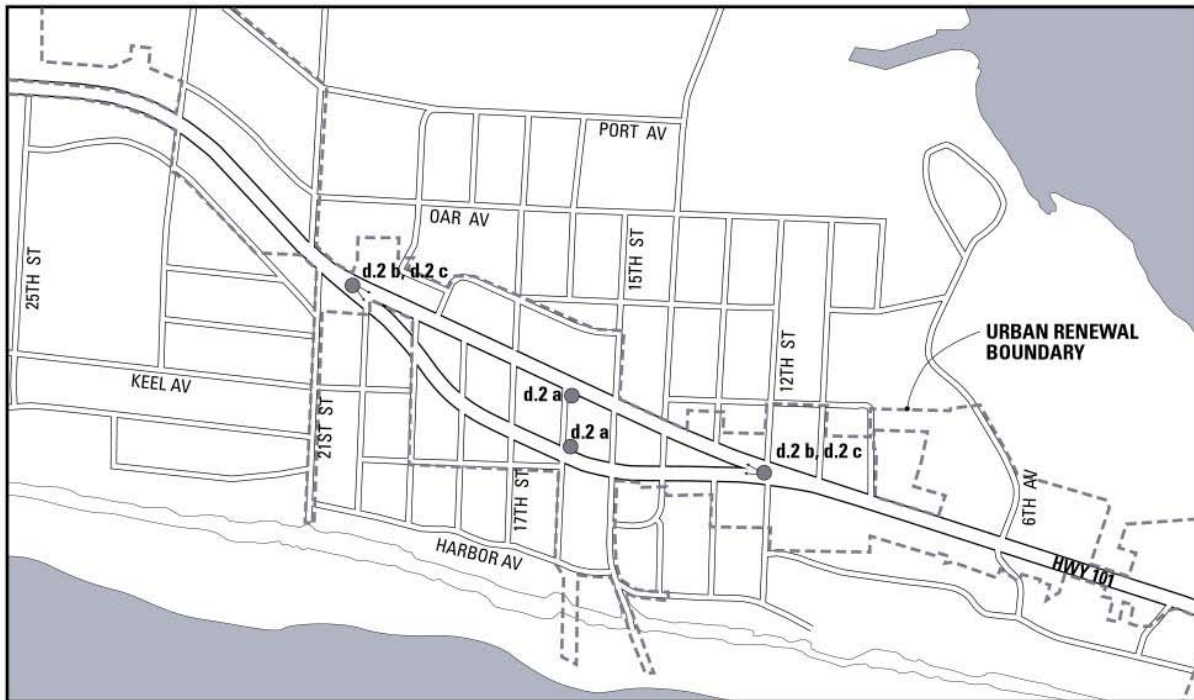 PORT AV
OAR AV
15TH ST
25TH ST
d.2 b, d.2 c
URBAN RENEWAL
BOUNDARY
12TH ST
KEEL AV
d.2 a
21ST ST
d.2 a
d.2 b, d.2 c
17TH ST
6TH AV
HARBOR AV
HWY 101